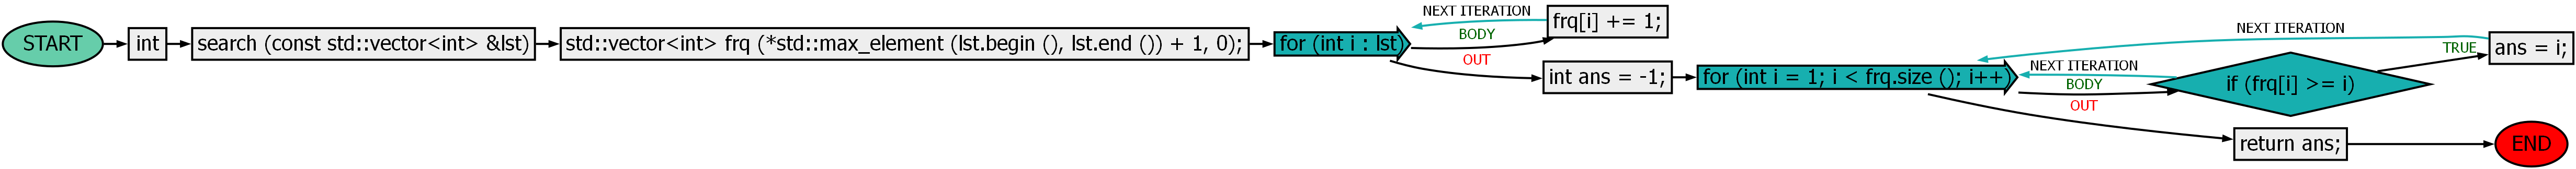 START
int
search (const std::vector<int> &lst)
std::vector<int> frq (*std::max_element (lst.begin (), lst.end ()) + 1, 0);
for (int i : lst)
NEXT ITERATION
BODY
OUT
frq[i] += 1;
int ans = -1;
for (int i = 1; i < frq.size (); i++)
NEXT ITERATION
NEXT ITERATION
BODY
OUT
if (frq[i] >= i)
TRUE
ans = i;
return ans;
END